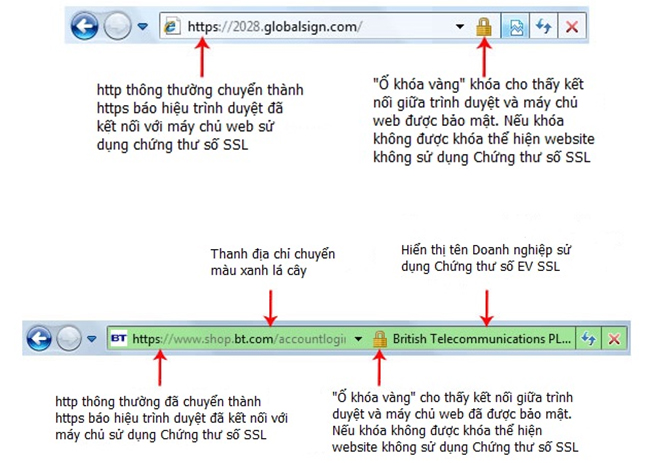 https://2028.globalsign.com/
http thông thường chuyển thành
https báo hiệu trình duyệt đã
kết nối với máy chủ web sử
dụng chứng thư số SSL
"Ổ khóa vàng" khóa cho thấy kết
nối giữa trình duyệt và máy chủ
web được bảo mật. Nếu khóa
không được khóa thể hiện website
không sử dụng Chứng thư số SSL
Thanh địa chỉ chuyển
màu xanh lá cây
Hiển thị tên Doanh nghiệp sử
dụng Chứng thư số EV SSL
BT https://www.shop.bt.com/accountlogi British Telecommunications PL...
http thông thường đã chuyển thành
https báo hiệu trình duyệt đã kết nối với
máy chủ sử dụng Chứng thư số SSL
"Ổ khóa vàng" cho thấy kết nối giữa trình
duyệt và máy chủ web đã được bảo mật.
Nếu khóa không được khóa thể hiện
website không sử dụng Chứng thư số SSL